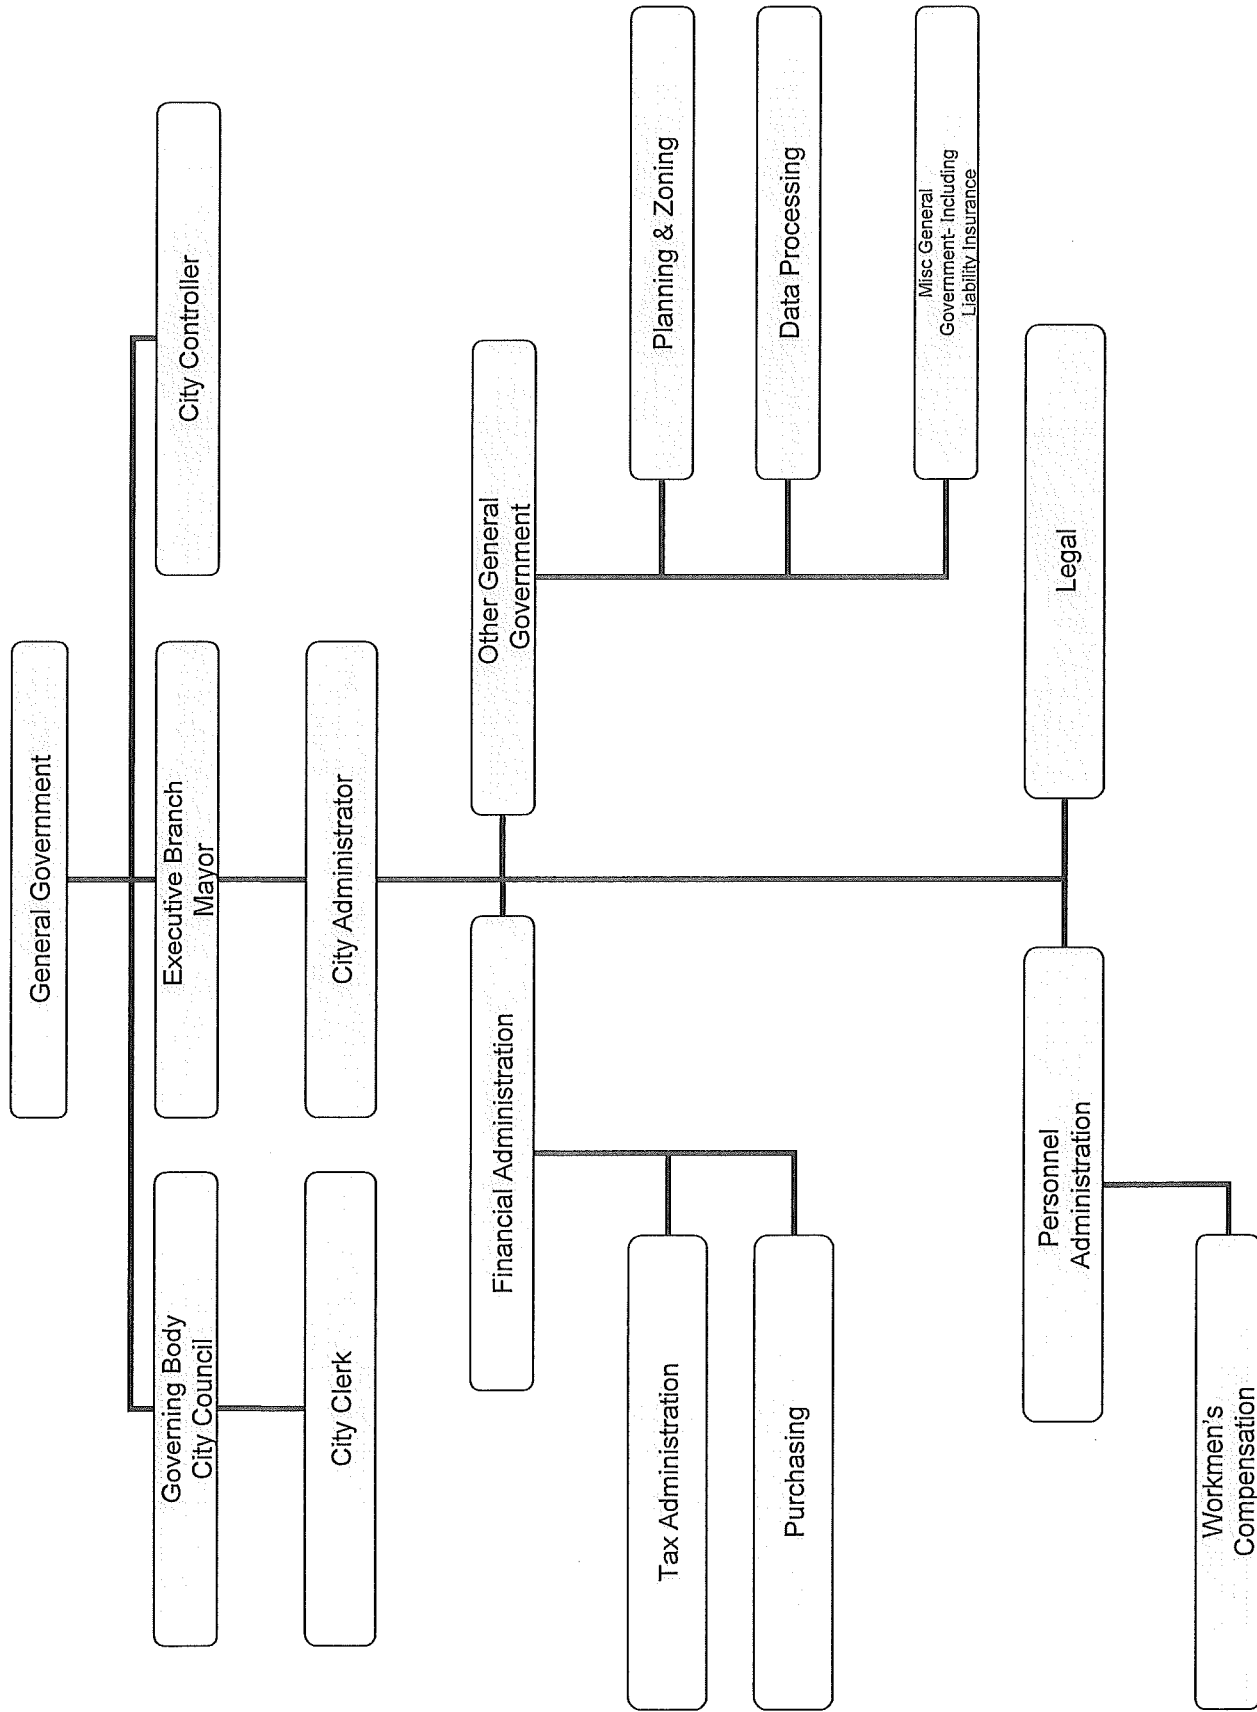 General Government
Governing Body
City Council
Executive Branch
Mayor
City Controller
City Clerk
City Administrator
Financial Administration
Other General
Government
Tax Administration
Planning & Zoning
Purchasing
Data Processing
Misc General
Government- Including
Liability Insurance
Personnel
Administration
Legal
Workmen's
Compensation